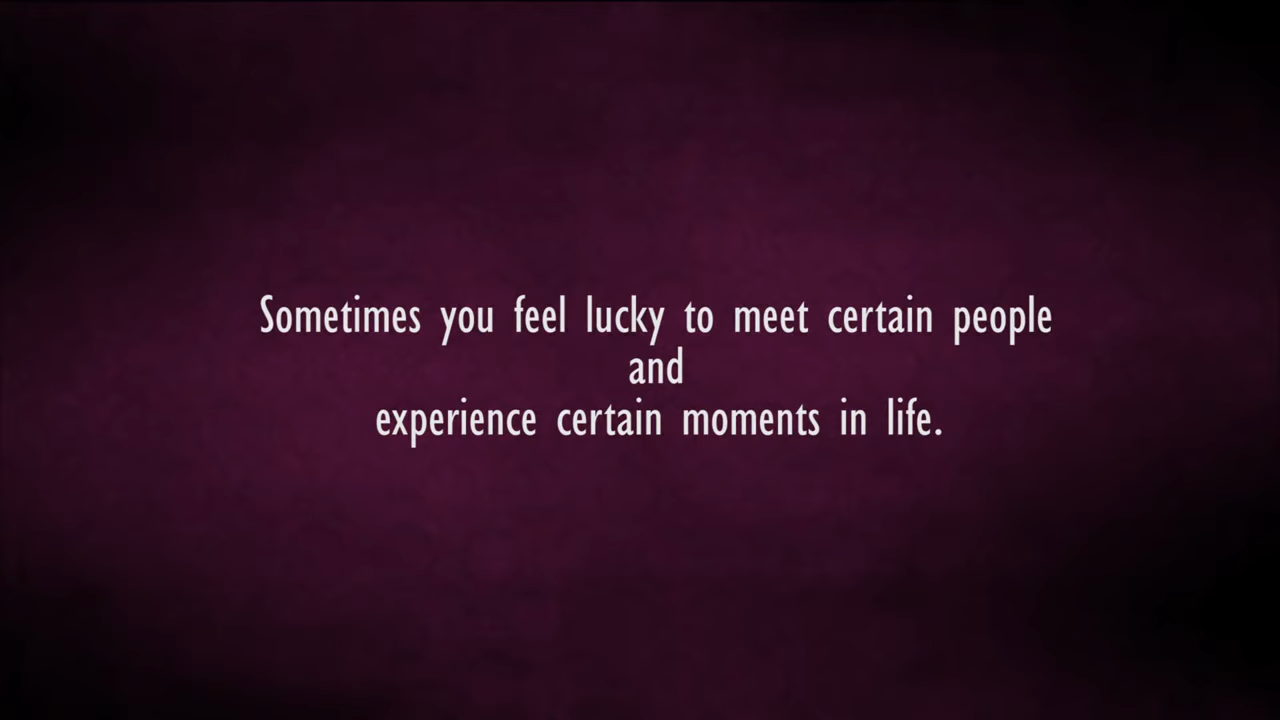 Sometimes you feel lucky to meet certain people
and
experience certain moments in life.